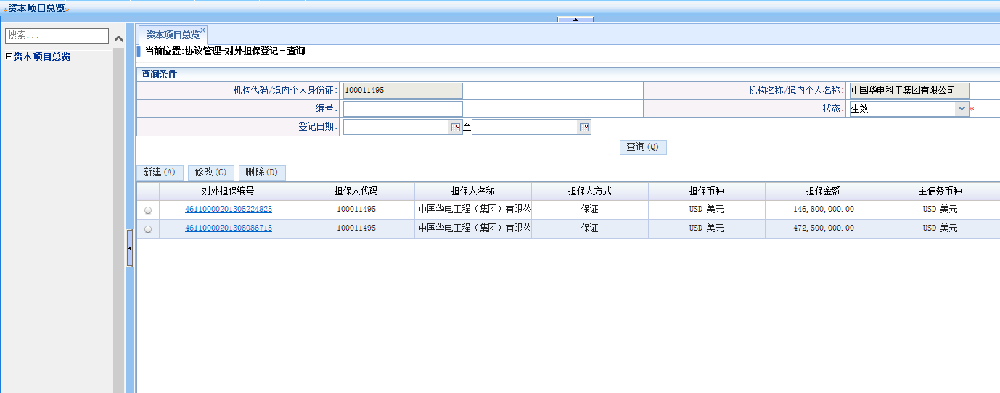 资本项目总览
搜索...
资本项目总览
资本项目总览
当前位置:协议管理-对外担保登记－查询
查询条件
机构代码/境内个人身份证: 100011495 机构名称/境内个人名称: 中国华电科工集团有限公司
编号: 状态: 生效 *
登记日期: 至
查询(Q)
新建(A) 修改(C) 删除(D)
对外担保编号 担保人代码 担保人名称 担保人方式 担保币种 担保金额 主债务币种
46110000201305224825 100011495 中国华电工程（集团）有限公 保证 USD 美元 146,800,000.00 USD 美元
46110000201308086715 100011495 中国华电工程（集团）有限公 保证 USD 美元 472,500,000.00 USD 美元